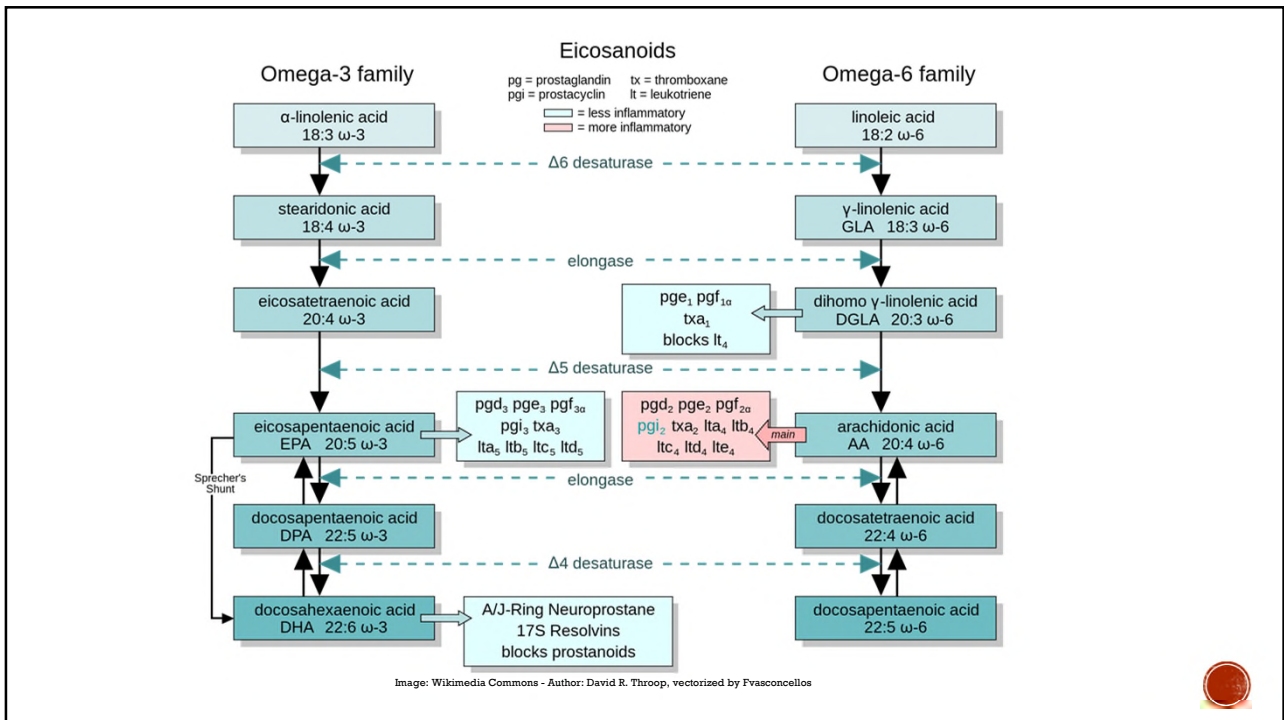 Eicosanoids
Omega-3 family
Omega-6 family
pg = prostaglandin tx = thromboxane
pgi = prostacyclin lt = leukotriene
= less inflammatory
= more inflammatory
α-linolenic acid
18:3 ω-3
linoleic acid
18:2 ω-6
Δ6 desaturase
stearidonic acid
18:4 ω-3
γ-linolenic acid
GLA 18:3 ω-6
elongase
eicosatetraenoic acid
20:4 ω-3
pge₁ pgf₁α
txa₁
blocks lt₄
dihomo γ-linolenic acid
DGLA 20:3 ω-6
Δ5 desaturase
eicosapentaenoic acid
EPA 20:5 ω-3
pgd₃ pge₃ pgf₃α
pgi₃ txa₃
lta₅ ltb₅ ltc₅ ltd₅
pgd₂ pge₂ pgf₂α
pgi₂ txa₂ lta₄ ltb₄
ltc₄ ltd₄ lte₄
main
arachidonic acid
AA 20:4 ω-6
Sprecher's
Shunt
elongase
docosapentaenoic acid
DPA 22:5 ω-3
docosatetraenoic acid
22:4 ω-6
Δ4 desaturase
docosahexaenoic acid
DHA 22:6 ω-3
A/J-Ring Neuroprostane
17S Resolvins
blocks prostanoids
docosapentaenoic acid
22:5 ω-6
Image: Wikimedia Commons - Author: David R. Throop, vectorized by Fvasconcellos